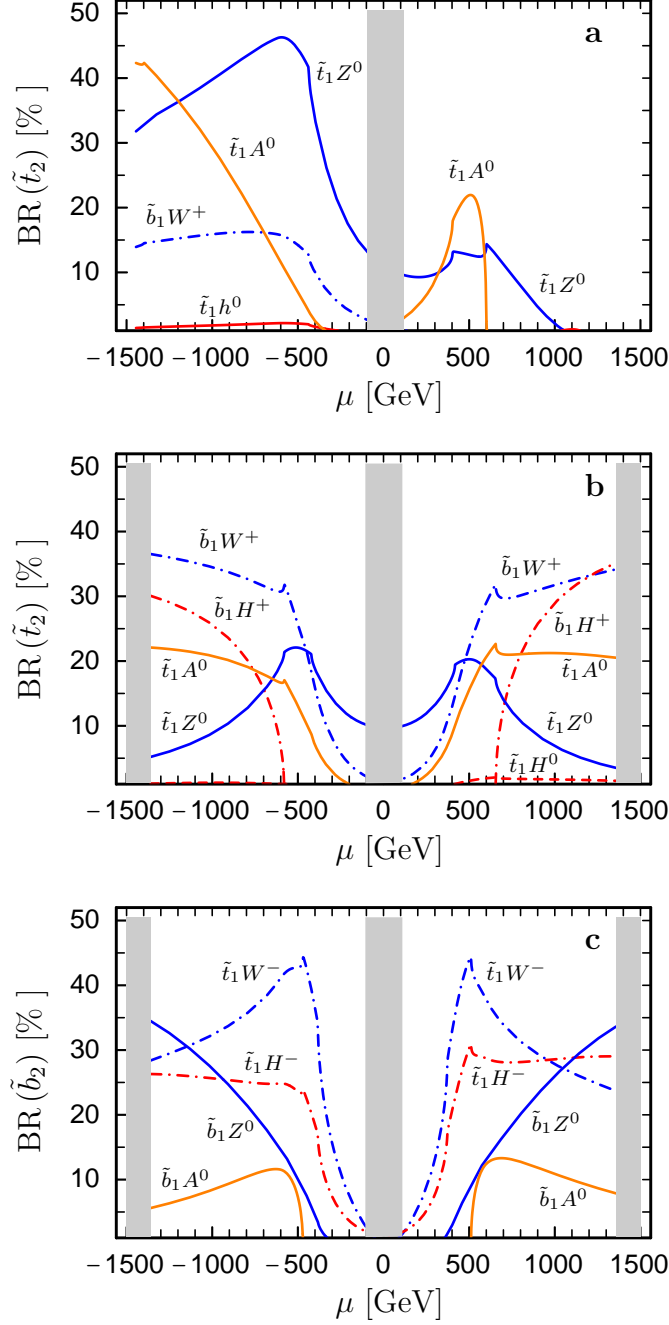 50
a
t̃₁Z⁰
40
t̃₁A⁰
t̃₁A⁰
30
BR (t̃₂) [% ]
20
b̃₁W⁺
10
t̃₁Z⁰
t̃₁h⁰
−1500 −1000 −500 0 500 1000 1500
μ [GeV]
50
b
40
b̃₁W⁺
b̃₁W⁺
30
b̃₁H⁺
b̃₁H⁺
BR (t̃₂) [% ]
20
t̃₁A⁰
t̃₁A⁰
10
t̃₁Z⁰
t̃₁Z⁰
t̃₁H⁰
−1500 −1000 −500 0 500 1000 1500
μ [GeV]
50
c
t̃₁W⁻
t̃₁W⁻
40
30
t̃₁H⁻
t̃₁H⁻
BR (b̃₂) [% ]
20
b̃₁Z⁰
b̃₁Z⁰
10
b̃₁A⁰
b̃₁A⁰
−1500 −1000 −500 0 500 1000 1500
μ [GeV]